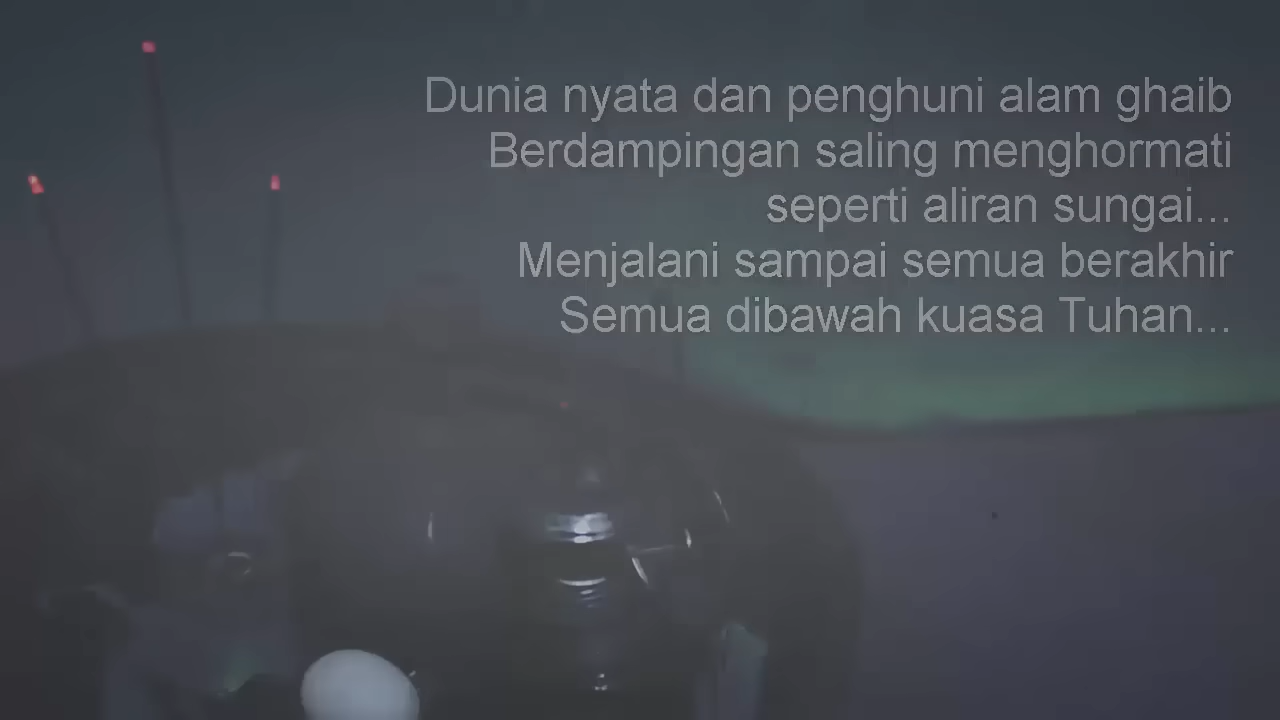 Dunia nyata dan penghuni alam ghaib
Berdampingan saling menghormati
seperti aliran sungai...
Menjalani sampai semua berakhir
Semua dibawah kuasa Tuhan...